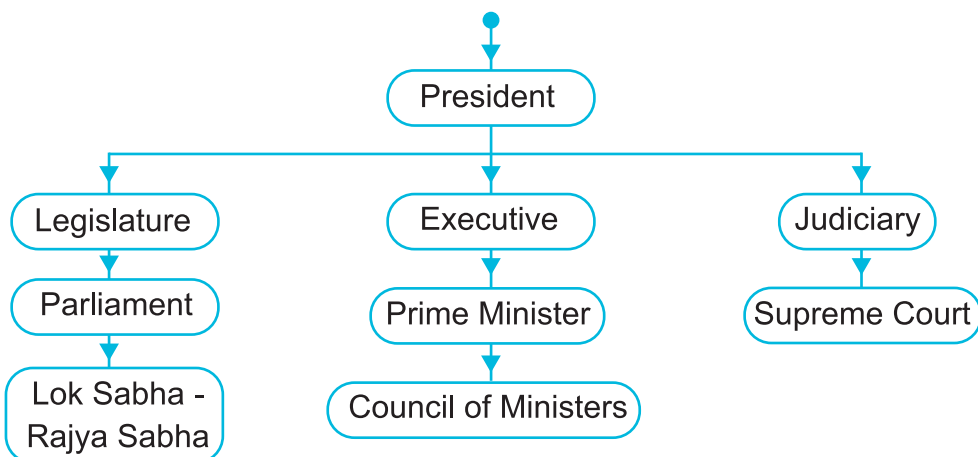 President
Legislature
Executive
Judiciary
Parliament
Prime Minister
Supreme Court
Lok Sabha -
Rajya Sabha
Council of Ministers